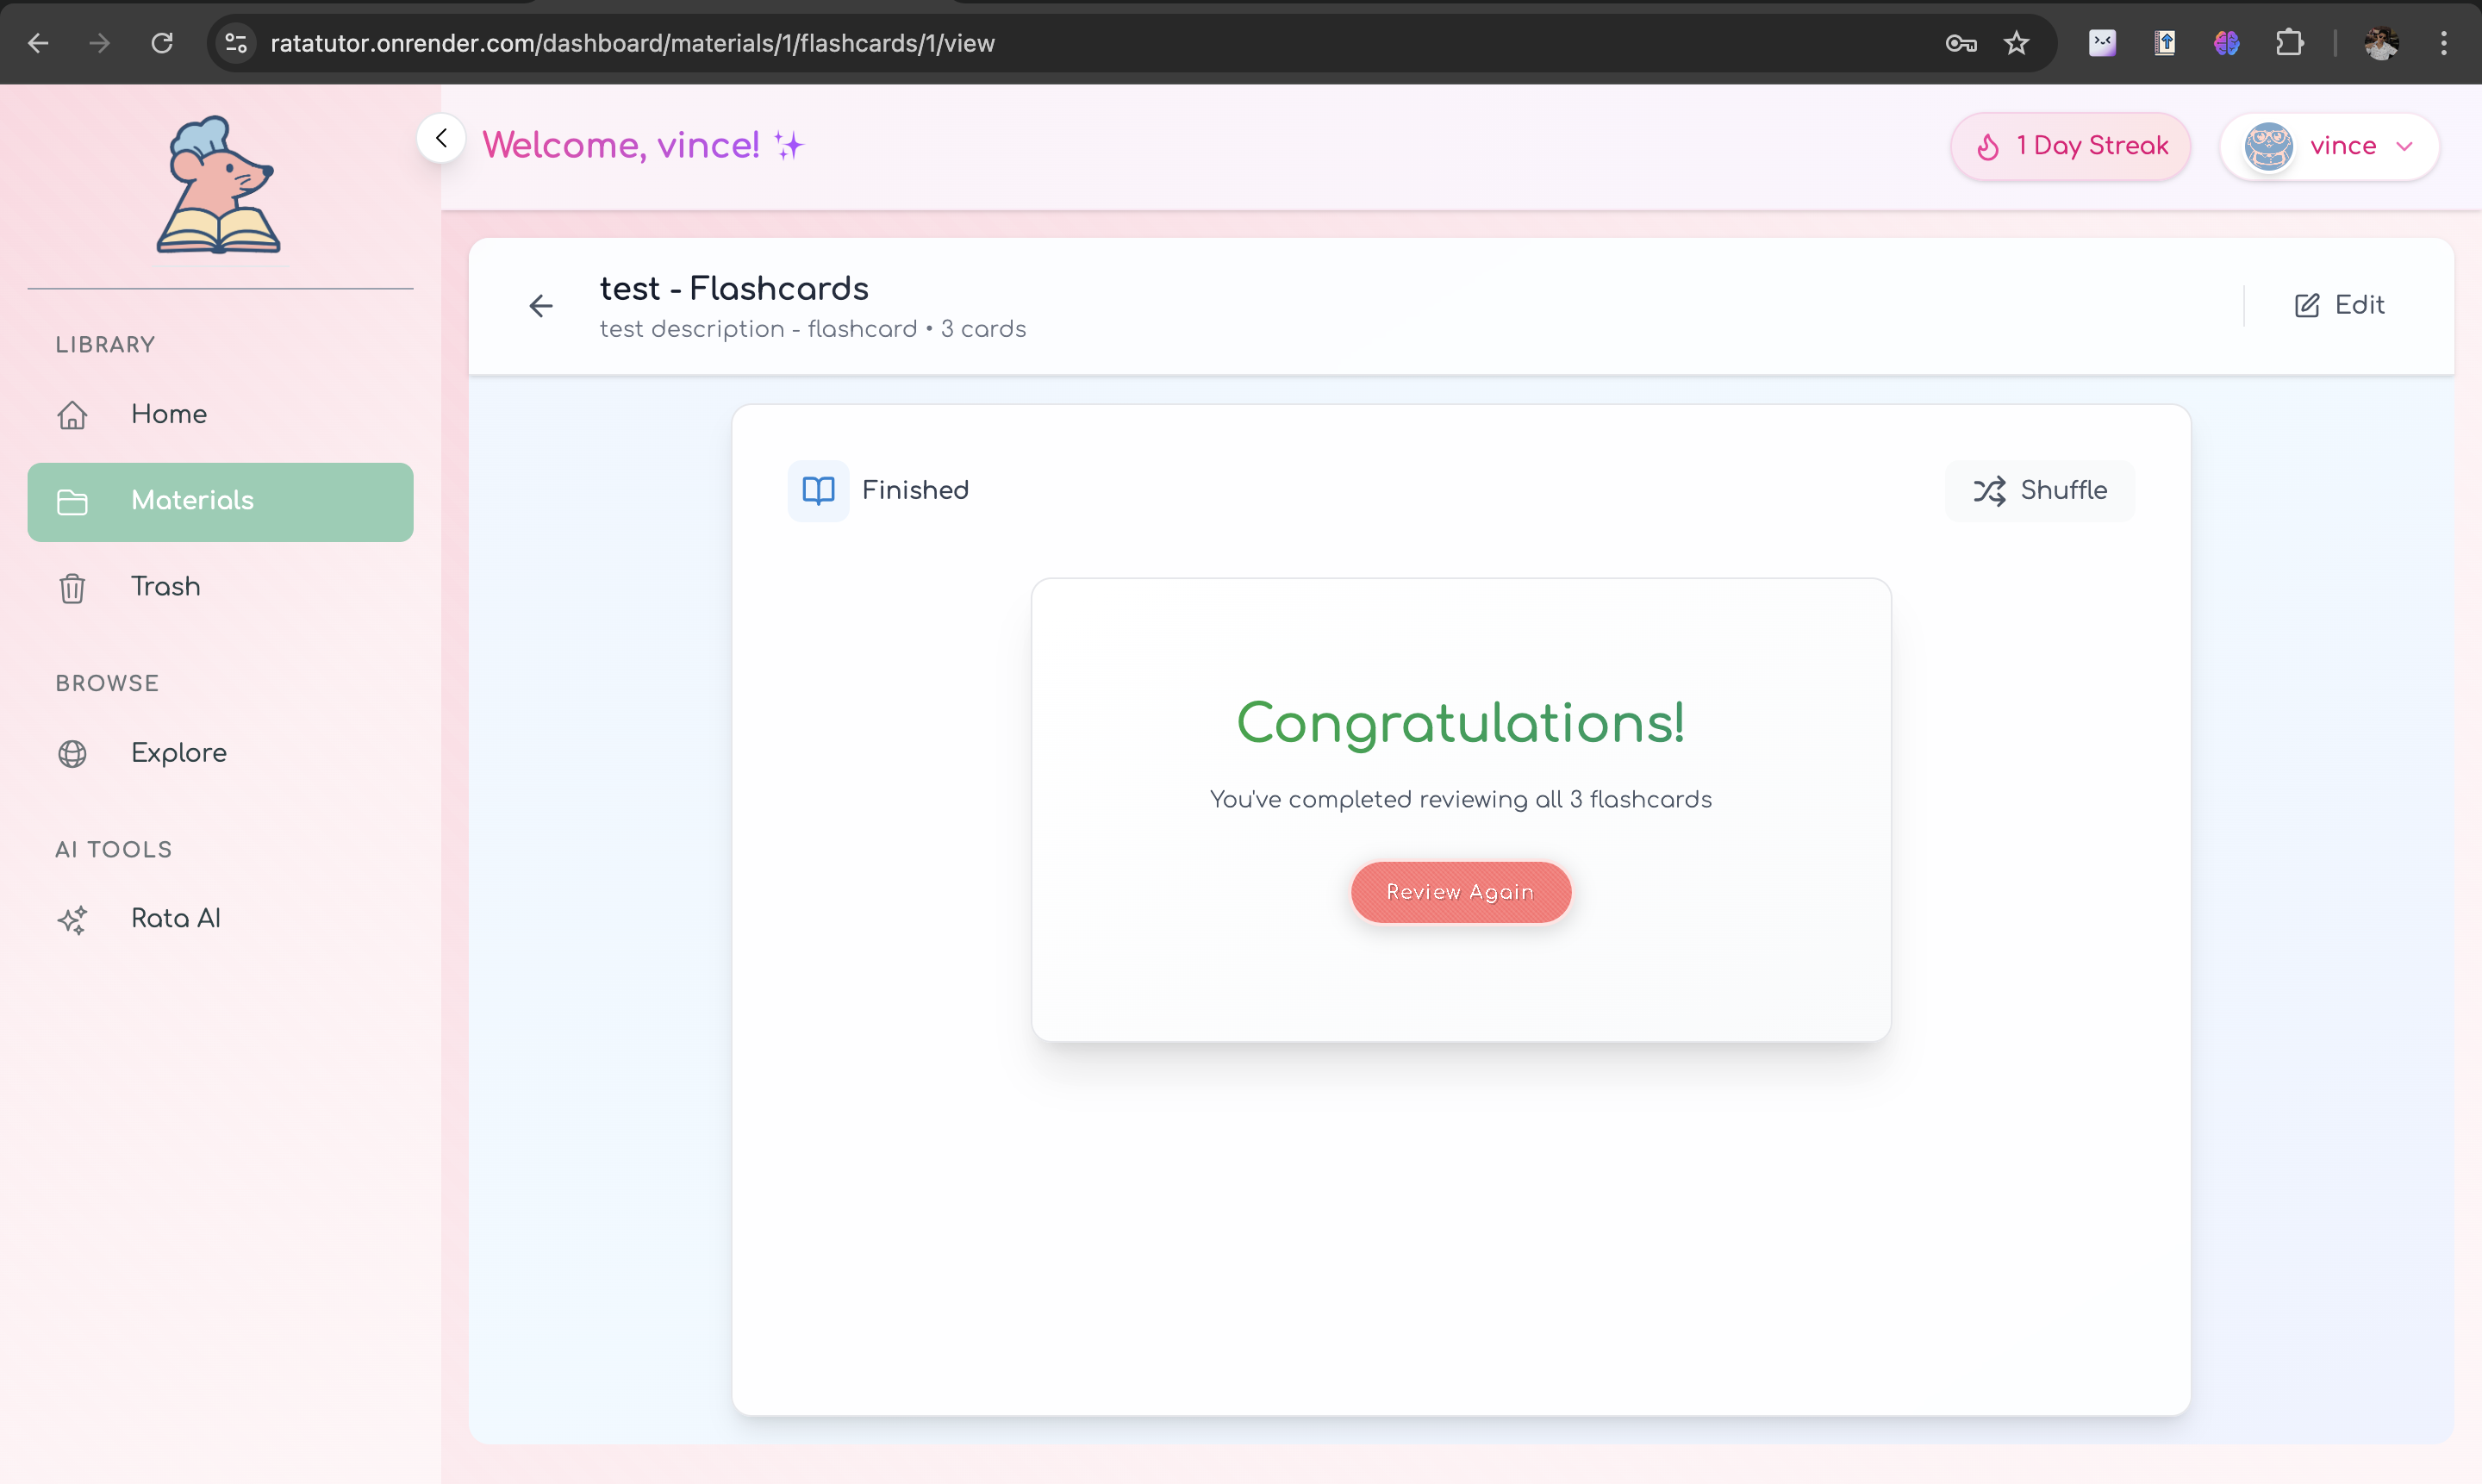 ratatutor.onrender.com/dashboard/materials/1/flashcards/1/view
Welcome, vince!
1 Day Streak
vince
test - Flashcards
test description - flashcard • 3 cards
Edit
LIBRARY
Home
Materials
Trash
BROWSE
Explore
AI TOOLS
Rata AI
Finished
Shuffle
Congratulations!
You've completed reviewing all 3 flashcards
Review Again